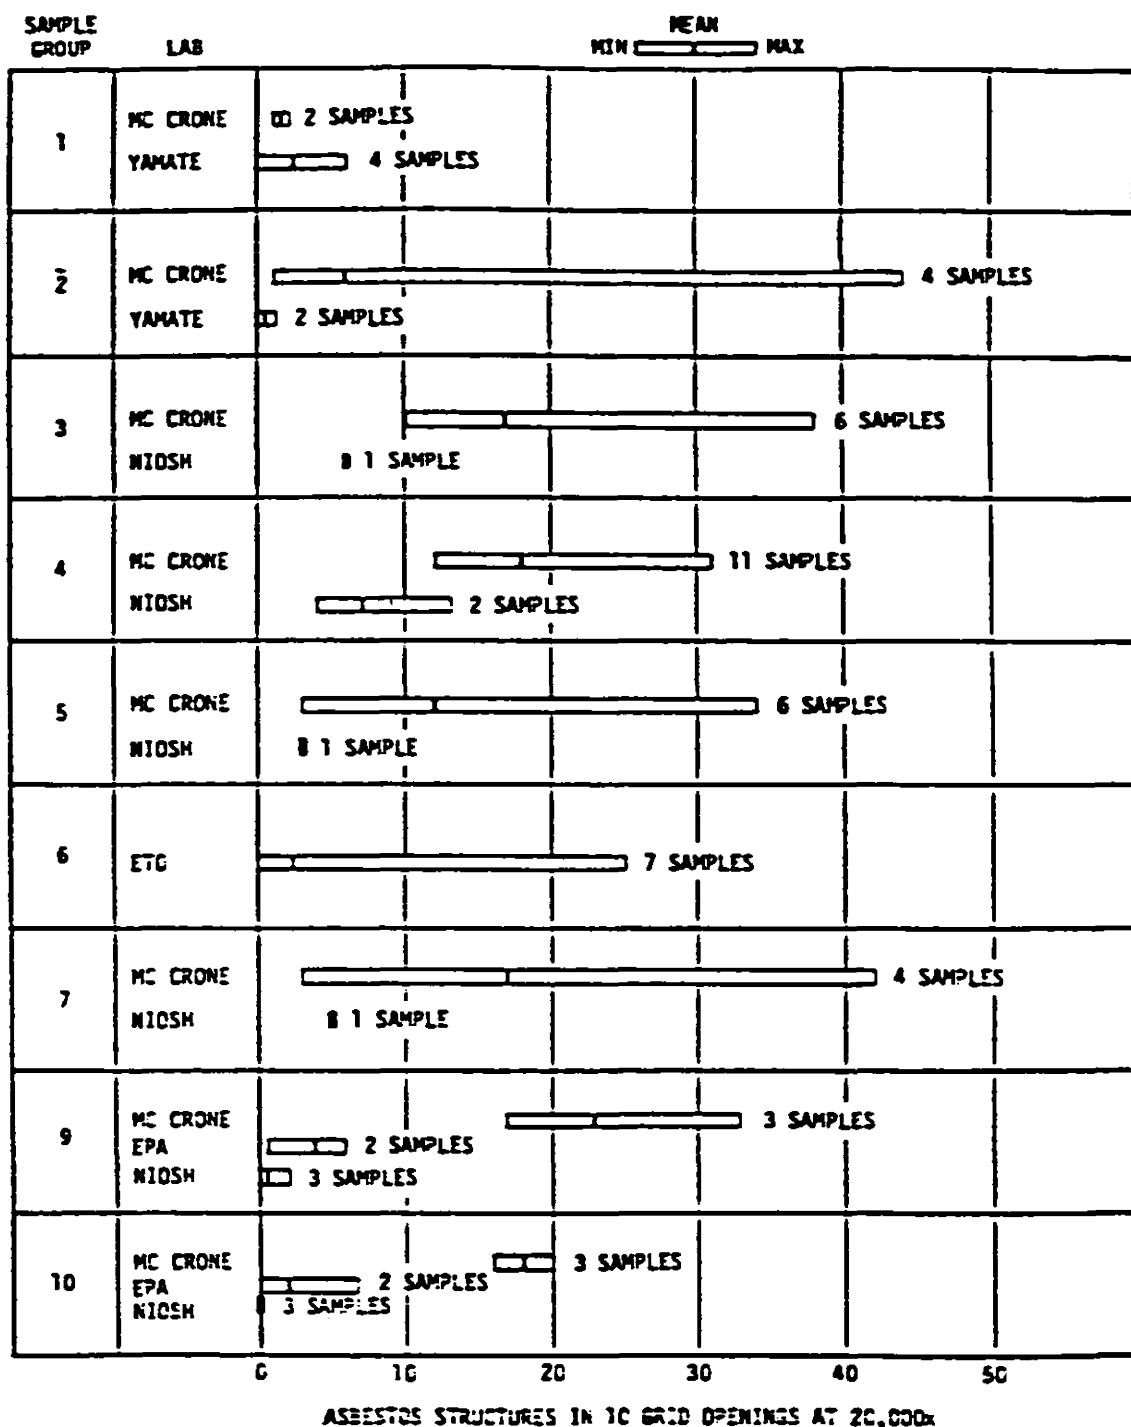 SAMPLE GROUP LAB MEAN
MIN MAX
1 MC CRONE 2 SAMPLES
YAMATE 4 SAMPLES
2 MC CRONE 4 SAMPLES
YAMATE 2 SAMPLES
3 MC CRONE 6 SAMPLES
NIOSH 1 SAMPLE
4 MC CRONE 11 SAMPLES
NIOSH 2 SAMPLES
5 MC CRONE 6 SAMPLES
NIOSH 1 SAMPLE
6 ETC 7 SAMPLES
7 MC CRONE 4 SAMPLES
NIOSH 1 SAMPLE
9 MC CRONE 3 SAMPLES
EPA 2 SAMPLES
NIOSH 3 SAMPLES
10 MC CRONE 3 SAMPLES
EPA 2 SAMPLES
NIOSH 3 SAMPLES
0 10 20 30 40 50
ASBESTOS STRUCTURES IN 10 GRID OPENINGS AT 20,000x